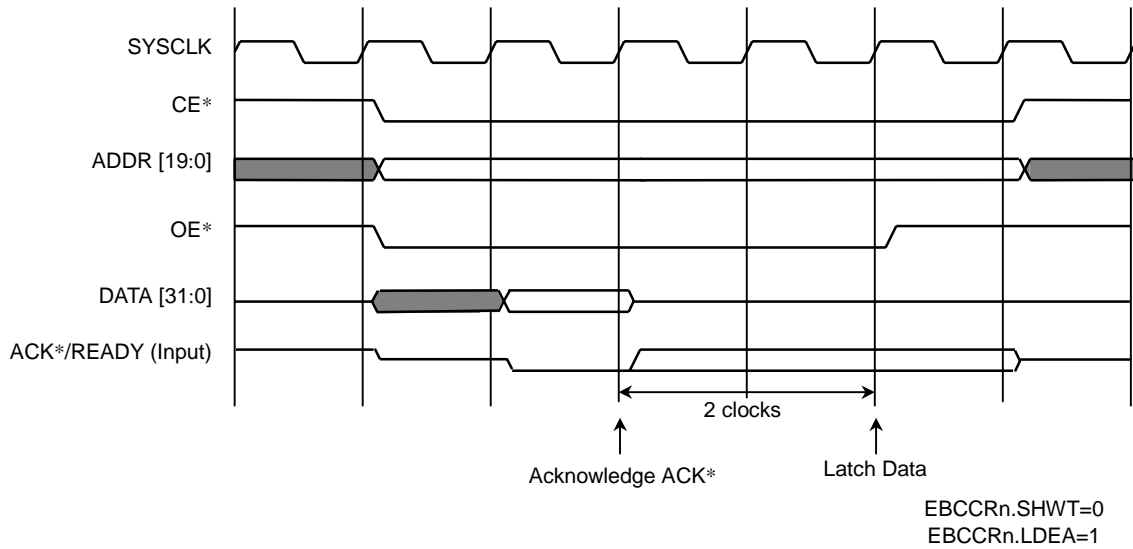 SYSCLK
CE*
ADDR [19:0]
OE*
DATA [31:0]
ACK*/READY (Input)
2 clocks
Acknowledge ACK*
Latch Data
EBCCRn.SHWT=0
EBCCRn.LDEA=1